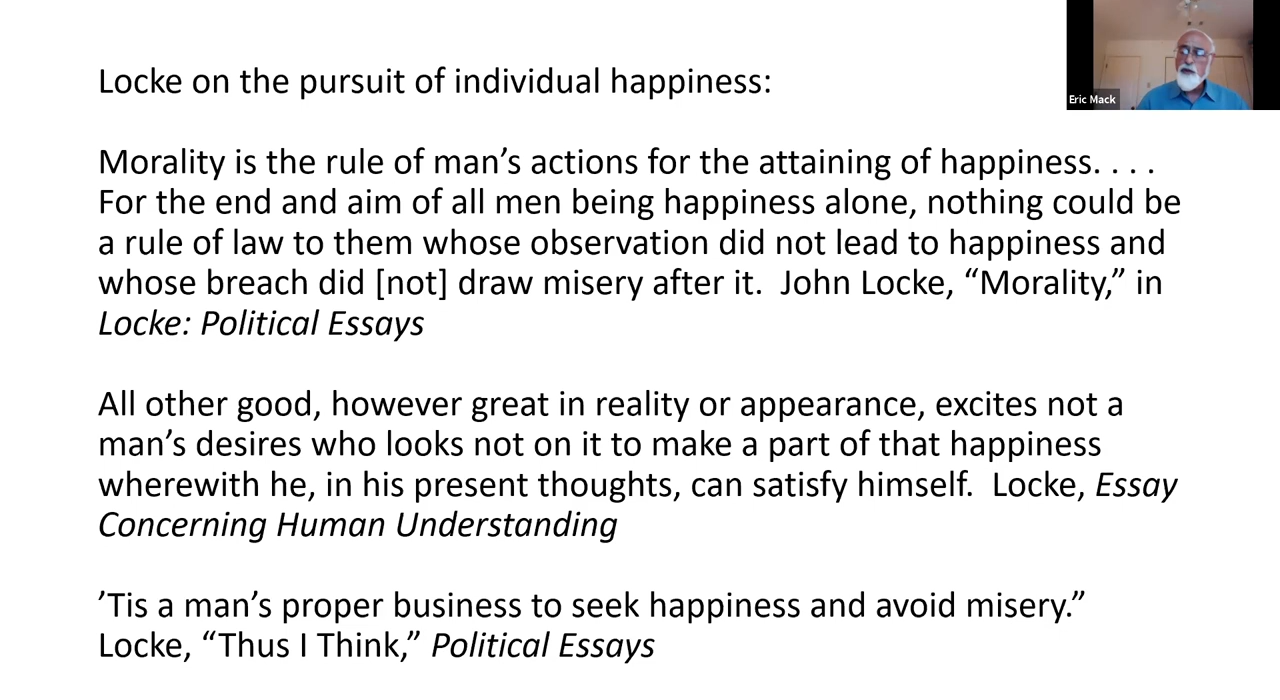 Eric Mack
Locke on the pursuit of individual happiness:
Morality is the rule of man’s actions for the attaining of happiness. . . .
For the end and aim of all men being happiness alone, nothing could be
a rule of law to them whose observation did not lead to happiness and
whose breach did [not] draw misery after it.  John Locke, “Morality,” in
Locke: Political Essays
All other good, however great in reality or appearance, excites not a
man’s desires who looks not on it to make a part of that happiness
wherewith he, in his present thoughts, can satisfy himself.  Locke, Essay
Concerning Human Understanding
’Tis a man’s proper business to seek happiness and avoid misery.”
Locke, “Thus I Think,” Political Essays